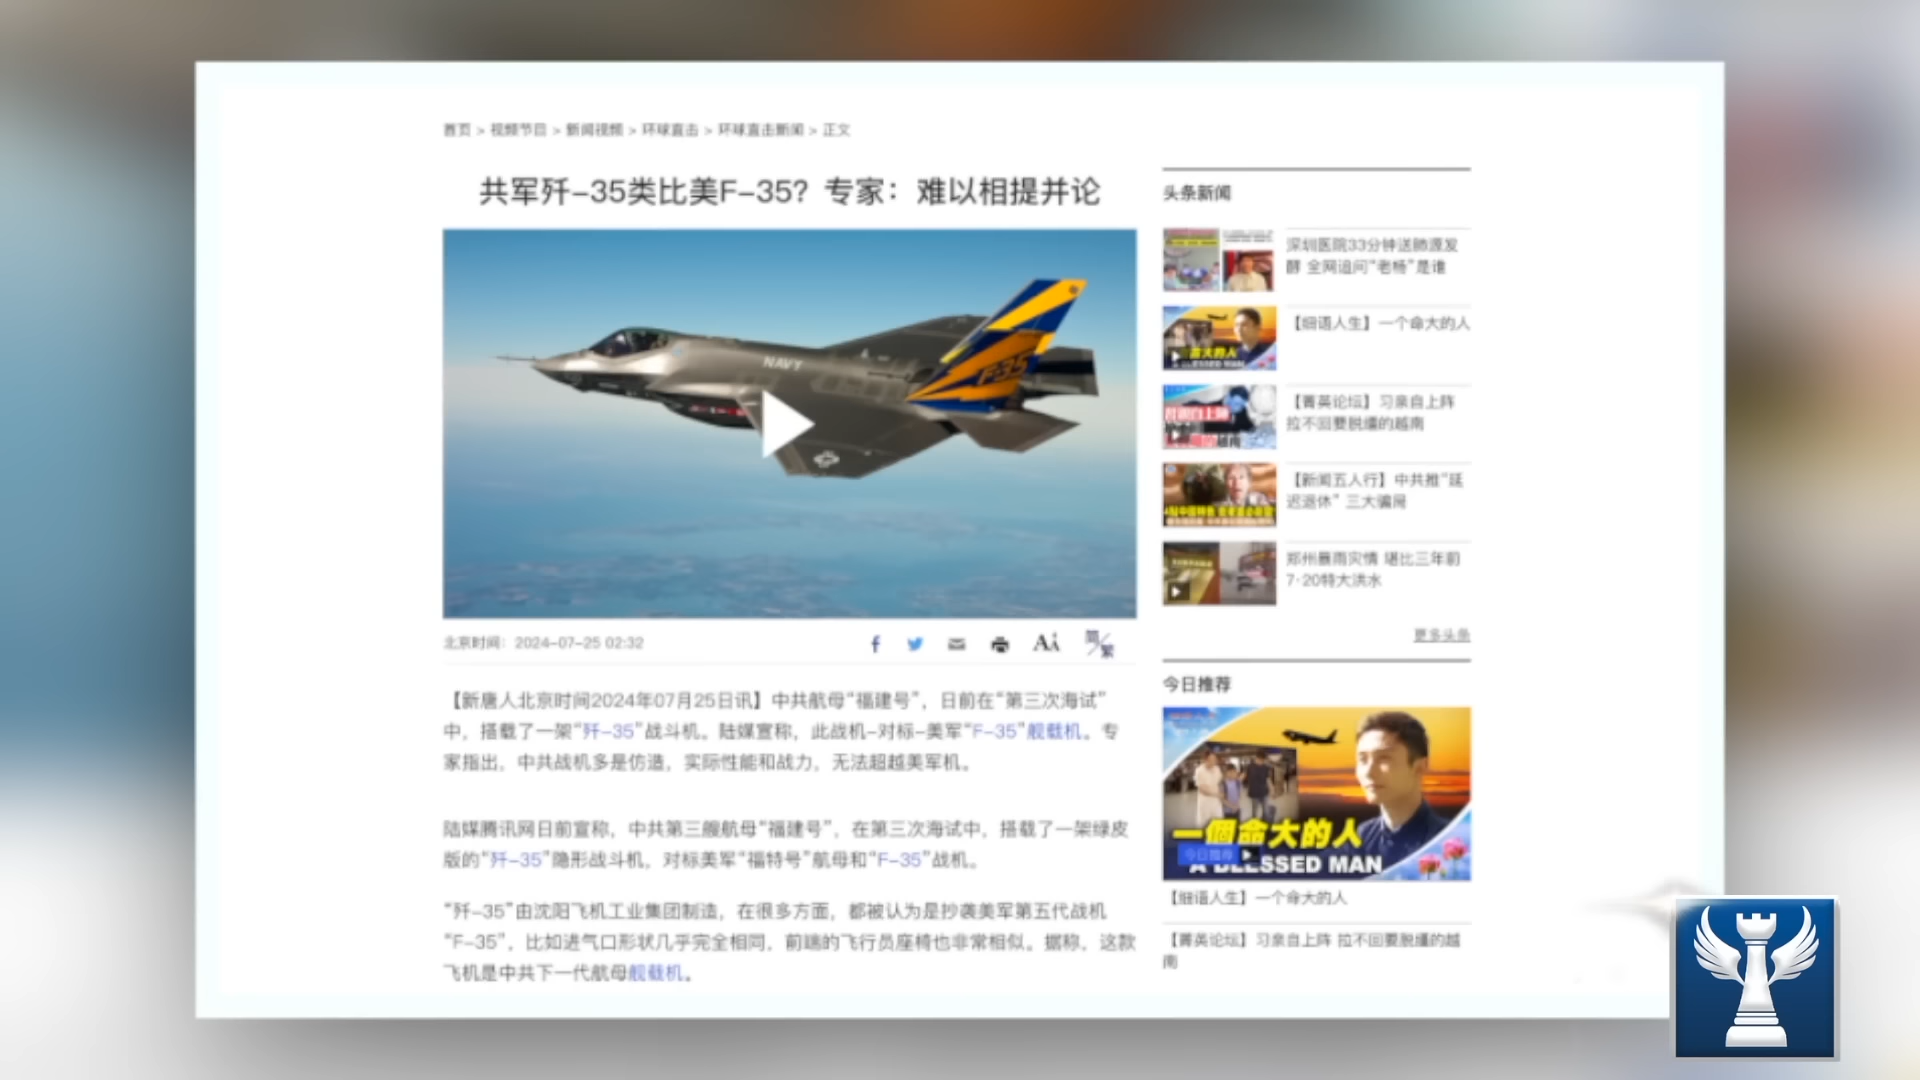 首页 > 视频节目 > 新闻视频 > 环球直击 > 环球直击新闻 > 正文
共军歼-35类比美F-35？专家：难以相提并论
NAVY
F-35
北京时间：2024-07-25 02:32
【新唐人北京时间2024年07月25日讯】中共航母“福建号”，日前在“第三次海试”
中，搭载了一架“歼-35”战斗机。陆媒宣称，此战机-对标-美军“F-35”舰载机。专
家指出，中共战机多是仿造，实际性能和战力，无法超越美军机。
陆媒腾讯网日前宣称，中共第三艘航母“福建号”，在第三次海试中，搭载了一架绿皮
版的“歼-35”隐形战斗机，对标美军“福特号”航母和“F-35”战机。
“歼-35”由沈阳飞机工业集团制造，在很多方面，都被认为是抄袭美军第五代战机
“F-35”，比如进气口形状几乎完全相同，前端的飞行员座椅也非常相似。据称，这款
飞机是中共下一代航母舰载机。
头条新闻
深圳医院33分钟送肺源发
酵 全网追问“老杨”是谁
【细语人生】一个命大的人
【菁英论坛】习亲自上阵
拉不回要脱缰的越南
【新闻五人行】中共推“延
迟退休” 三大骗局
郑州暴雨灾情 堪比三年前
7·20特大洪水
更多头条
今日推荐
一個命大的人
今日推荐
A BLESSED MAN
【细语人生】一个命大的人
【菁英论坛】习亲自上阵 拉不回要脱缰的越
南